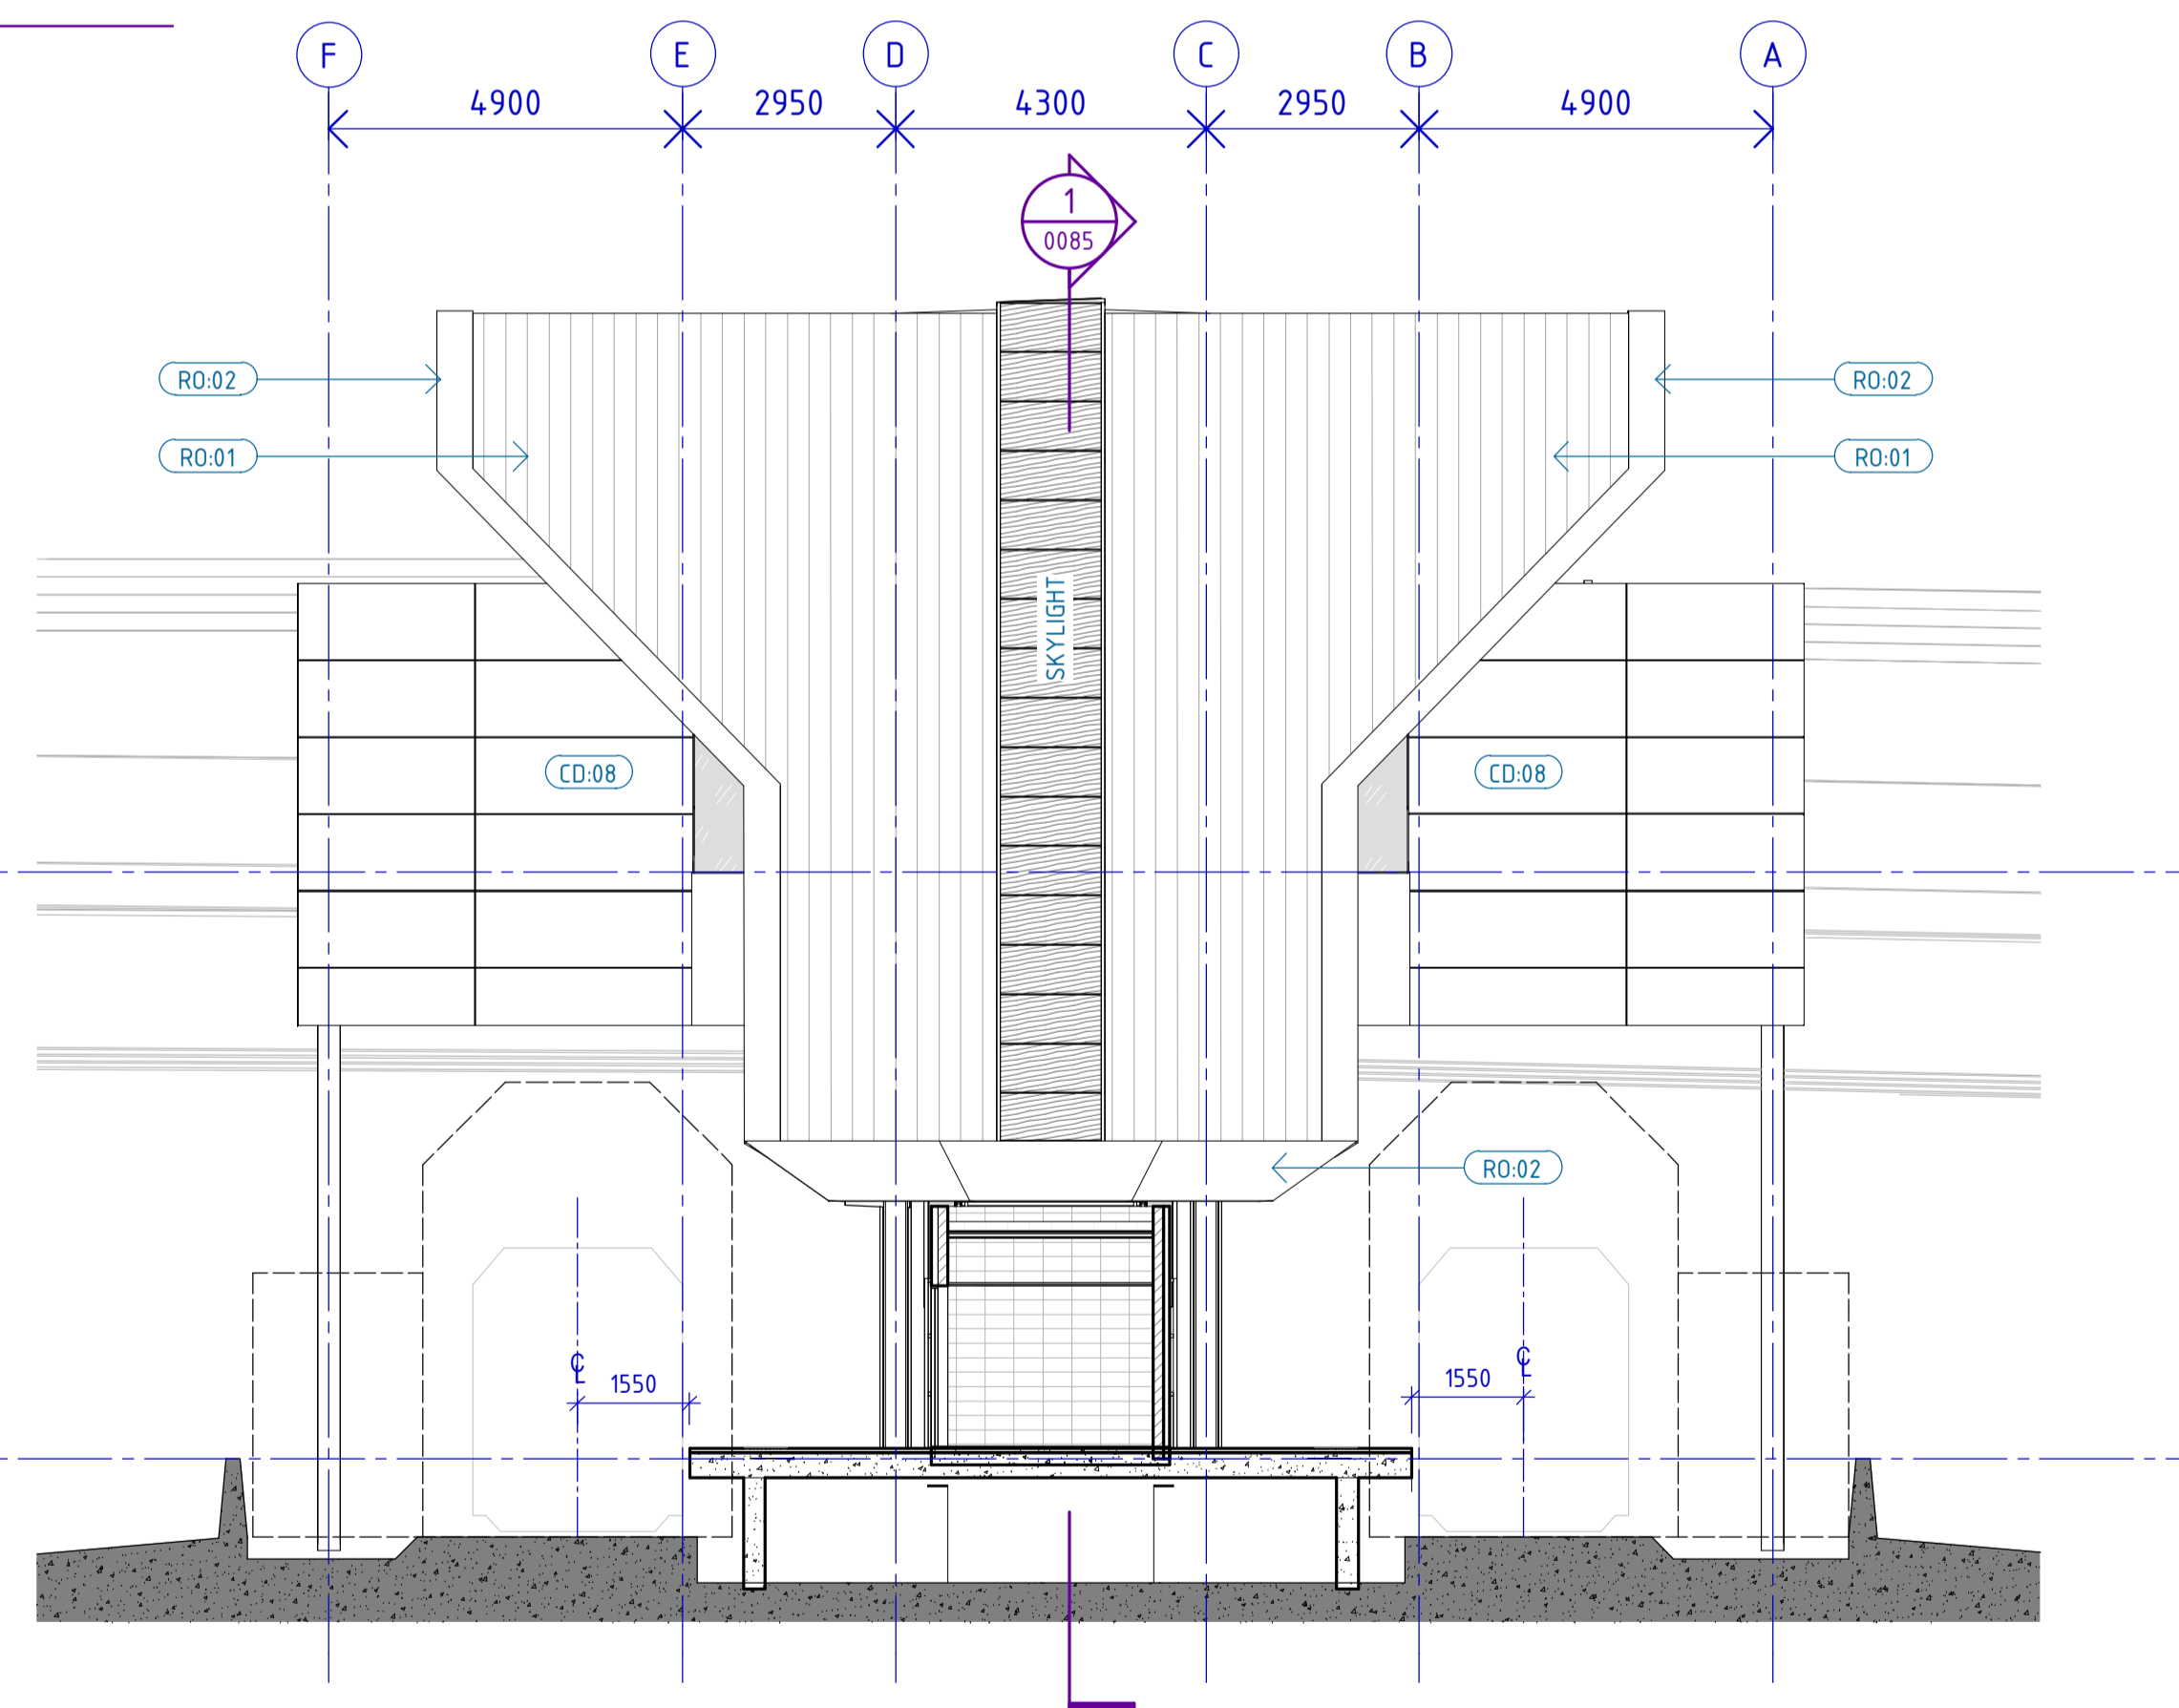 F E D C B A
4900 2950 4300 2950 4900
1
0085
RO:02 RO:02
RO:01 RO:01
SKYLIGHT
CD:08 CD:08
RO:02
℄ ℄
1550 1550